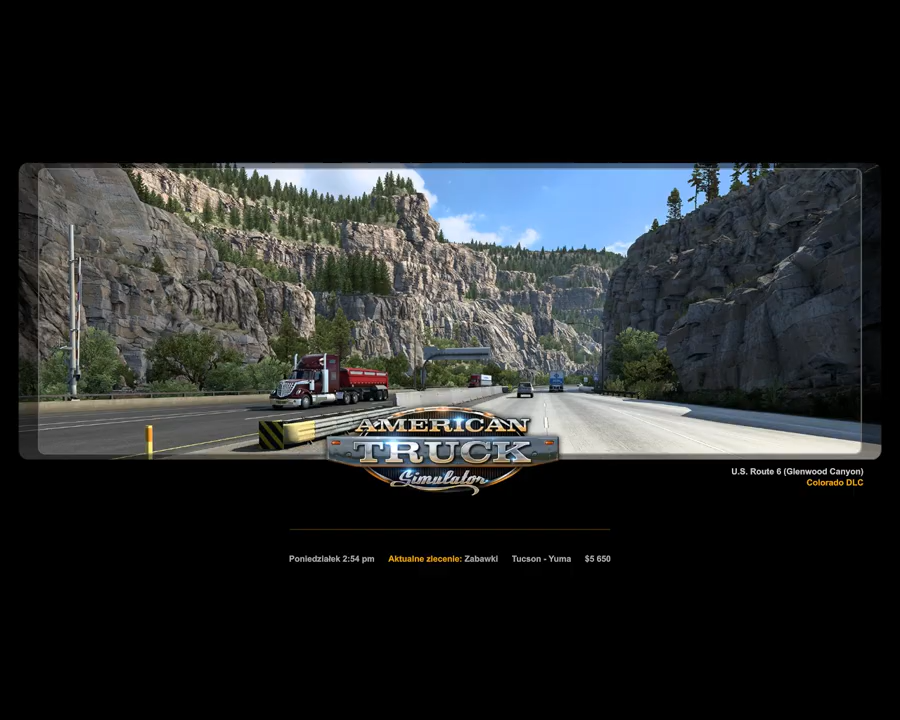 AMERICAN
TRUCK
Simulator
U.S. Route 6 (Glenwood Canyon)
Colorado DLC
Poniedziałek 2:54 pm Aktualne zlecenie: Zabawki Tucson - Yuma $5 650